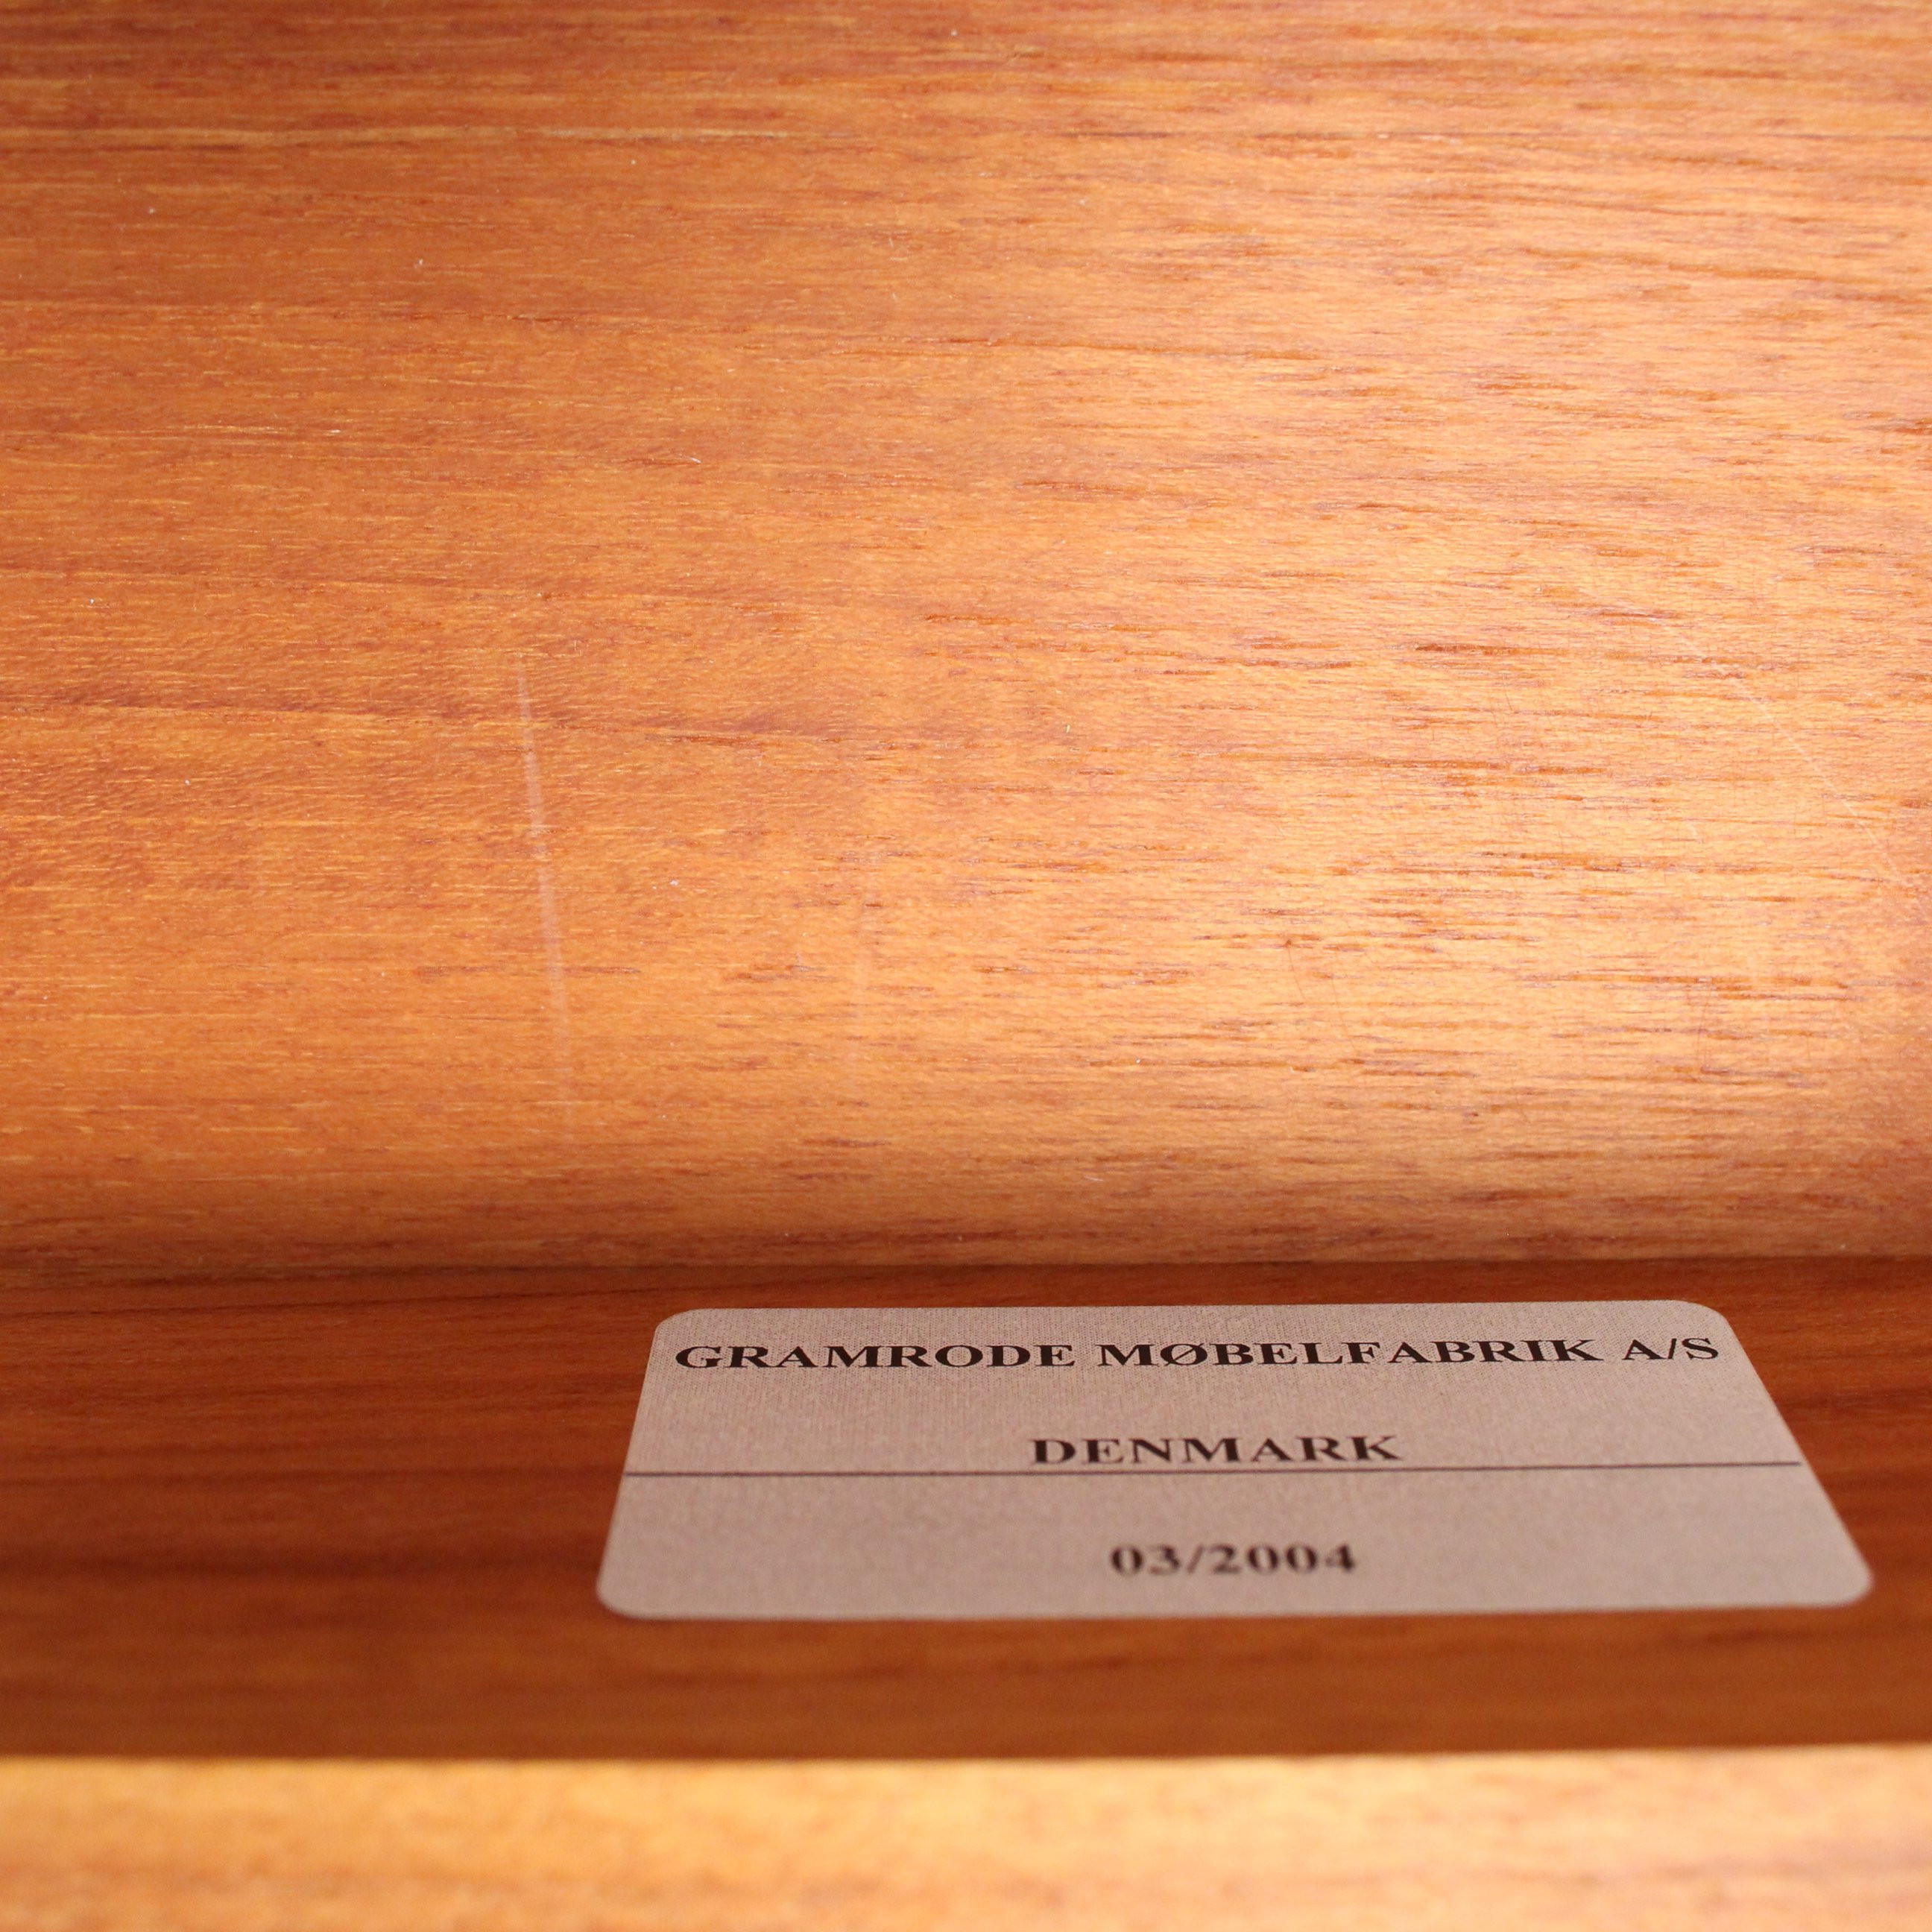 GRAMRODE MØBELFABRIK A/S
DENMARK
03/2004